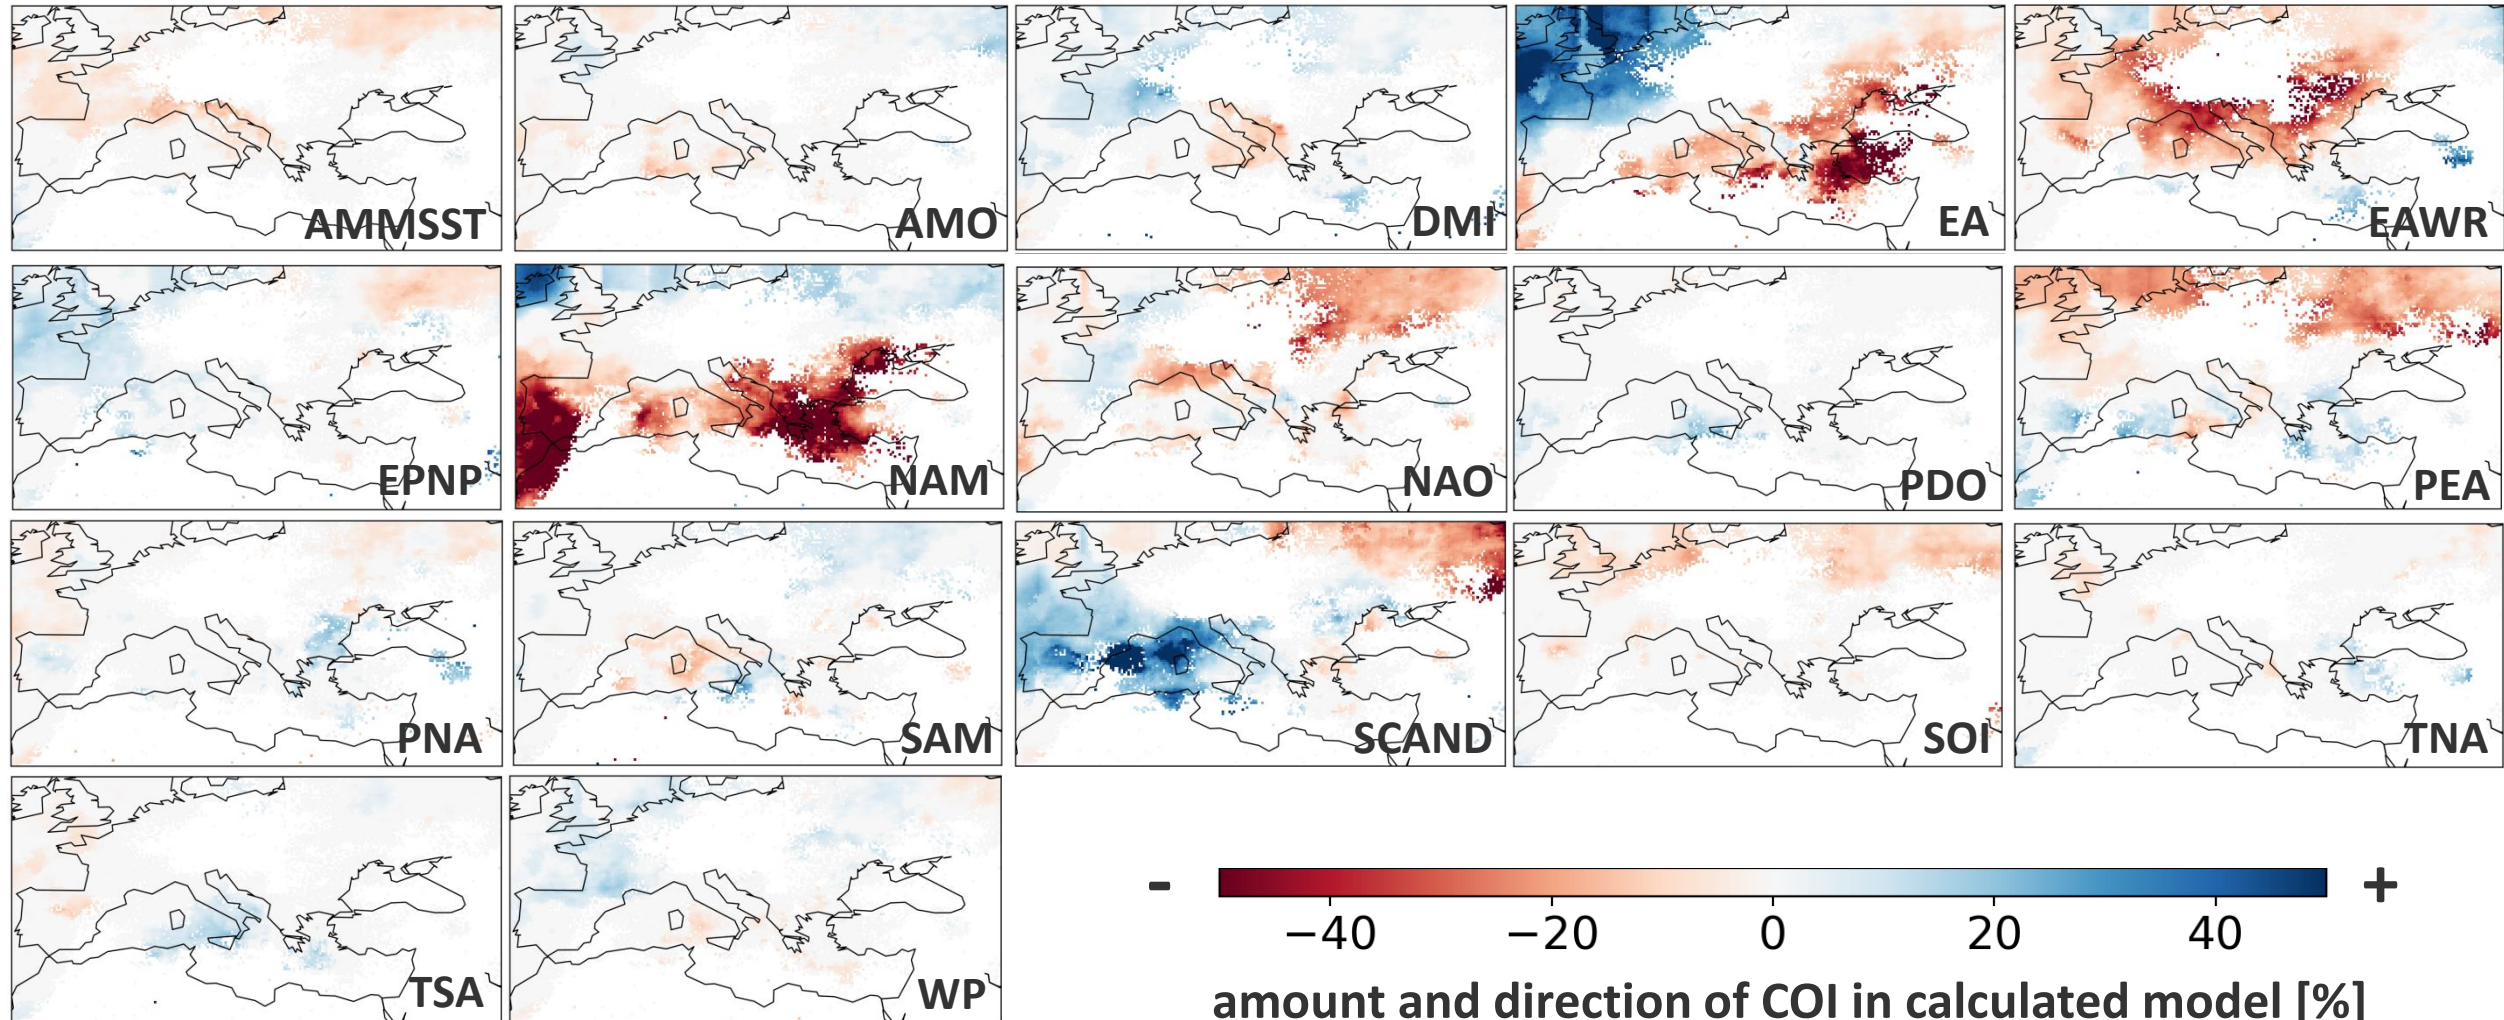 AMMSST
AMO
DMI
EA
EAWR
EPNP
NAM
NAO
PDO
PEA
PNA
SAM
SCAND
SOI
TNA
TSA
WP
- +
−40 −20 0 20 40
amount and direction of COI in calculated model [%]